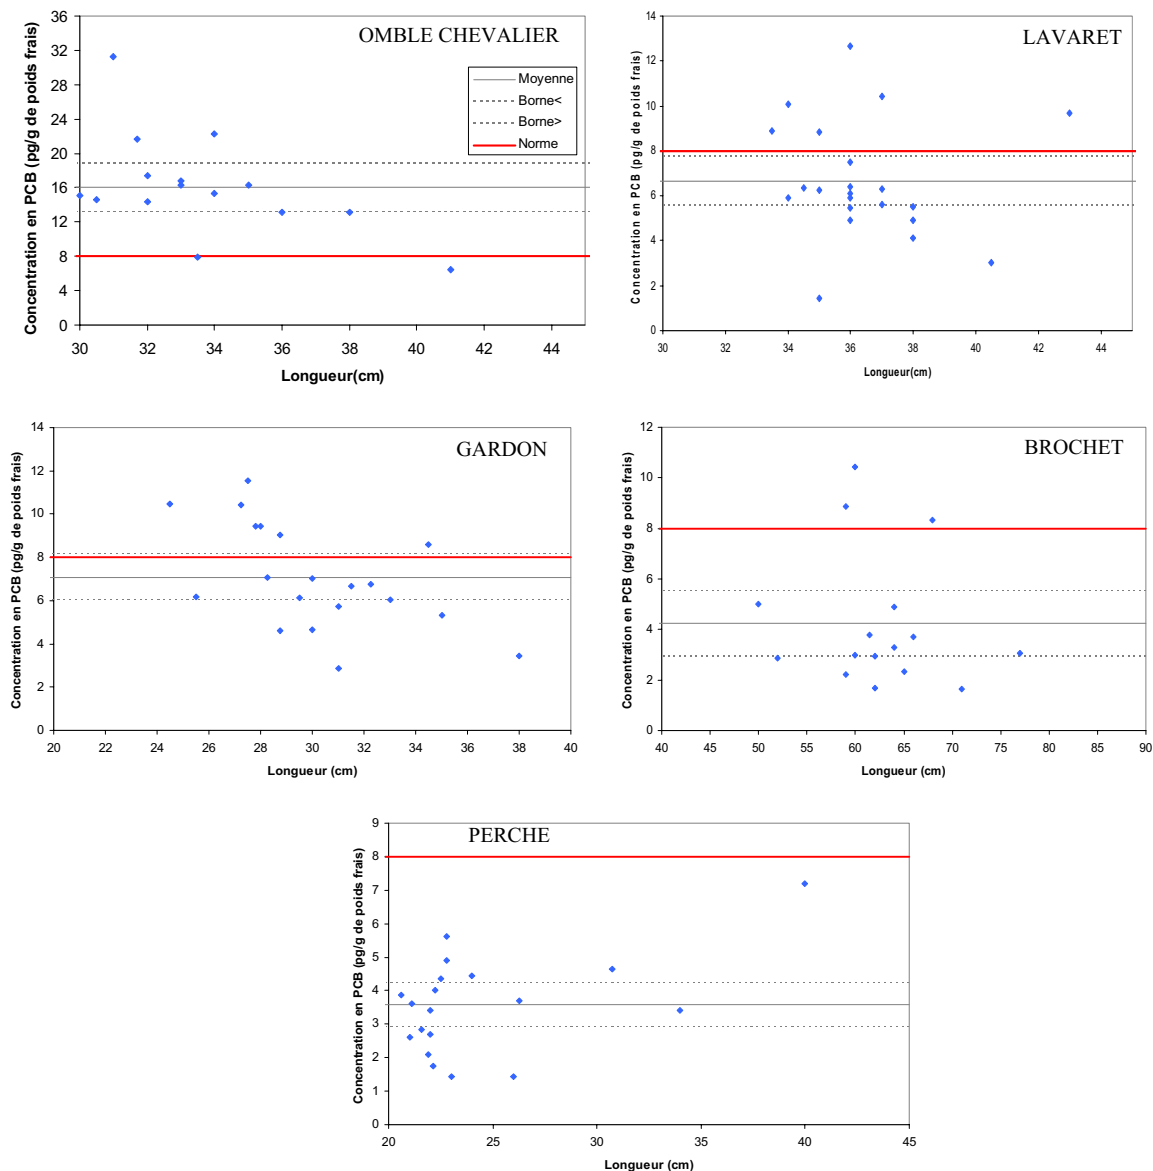 OMBLE CHEVALIER
Concentration en PCB (pg/g de poids frais)
36
32
28
24
20
16
12
8
4
0
Moyenne
Borne<
Borne>
Norme
30 32 34 36 38 40 42 44
Longueur(cm)
LAVARET
Concentration en PCB (pg/g de poids frais)
14
12
10
8
6
4
2
0
30 32 34 36 38 40 42 44
Longueur(cm)
GARDON
Concentration en PCB (pg/g de poids frais)
14
12
10
8
6
4
2
0
20 22 24 26 28 30 32 34 36 38 40
Longueur (cm)
BROCHET
Concentration en PCB (pg/g de poids frais)
12
10
8
6
4
2
0
40 45 50 55 60 65 70 75 80 85 90
Longueur (cm)
PERCHE
Concentration en PCB (pg/g de poids frais)
9
8
7
6
5
4
3
2
1
0
20 25 30 35 40 45
Longueur (cm)